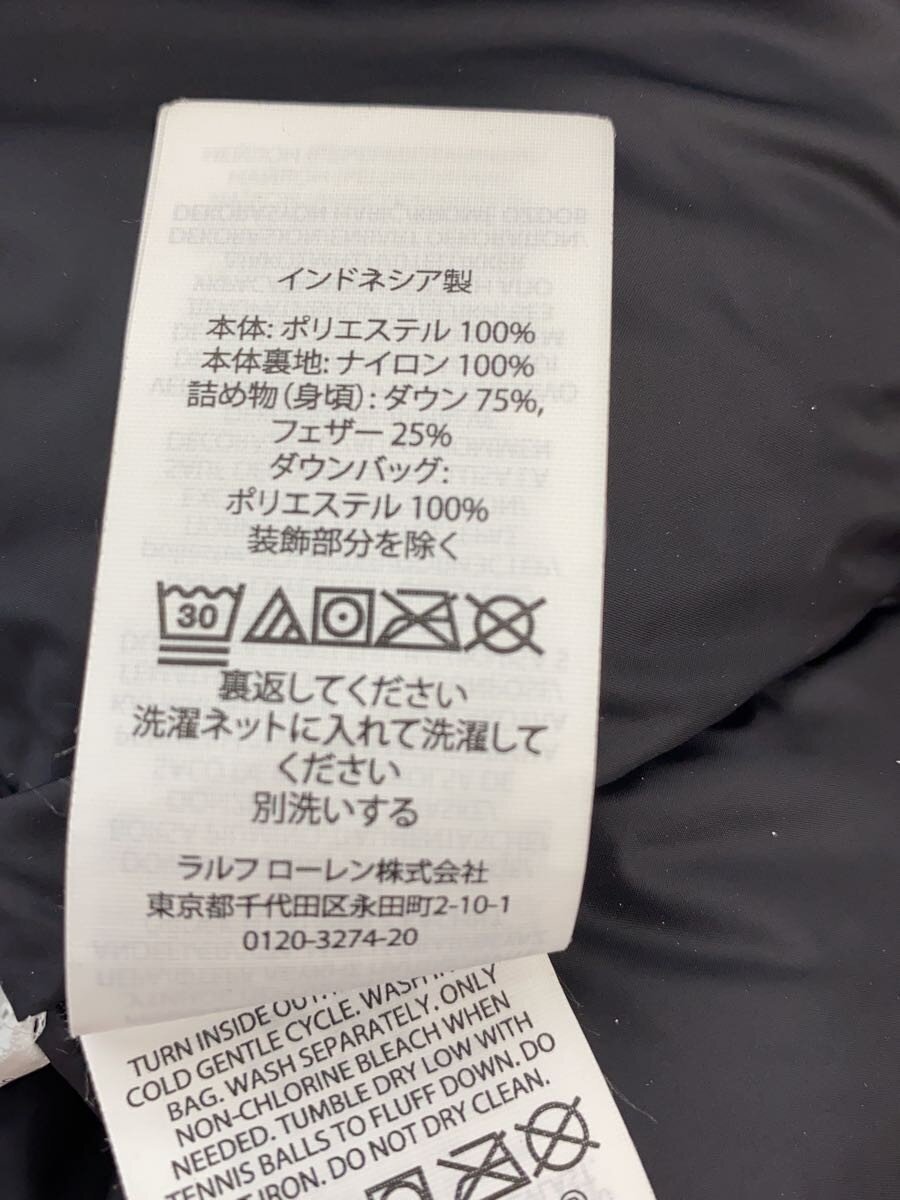 インドネシア製
本体: ポリエステル 100%
本体裏地: ナイロン 100%
詰め物 (身頃) : ダウン 75%,
フェザー 25%
ダウンバッグ:
ポリエステル 100%
装飾部分を除く
30
裏返してください
洗濯ネットに入れて洗濯して
ください
別洗いする
ラルフ ローレン株式会社
東京都千代田区永田町2-10-1
0120-3274-20
TURN INSIDE OUT
COLD GENTLE CYCLE. WASH
BAG. WASH SEPARATELY. ONLY
NON-CHLORINE BLEACH WHEN
NEEDED. TUMBLE DRY LOW WITH
TENNIS BALLS TO FLUFF DOWN. DO
IRON. DO NOT DRY CLEAN.